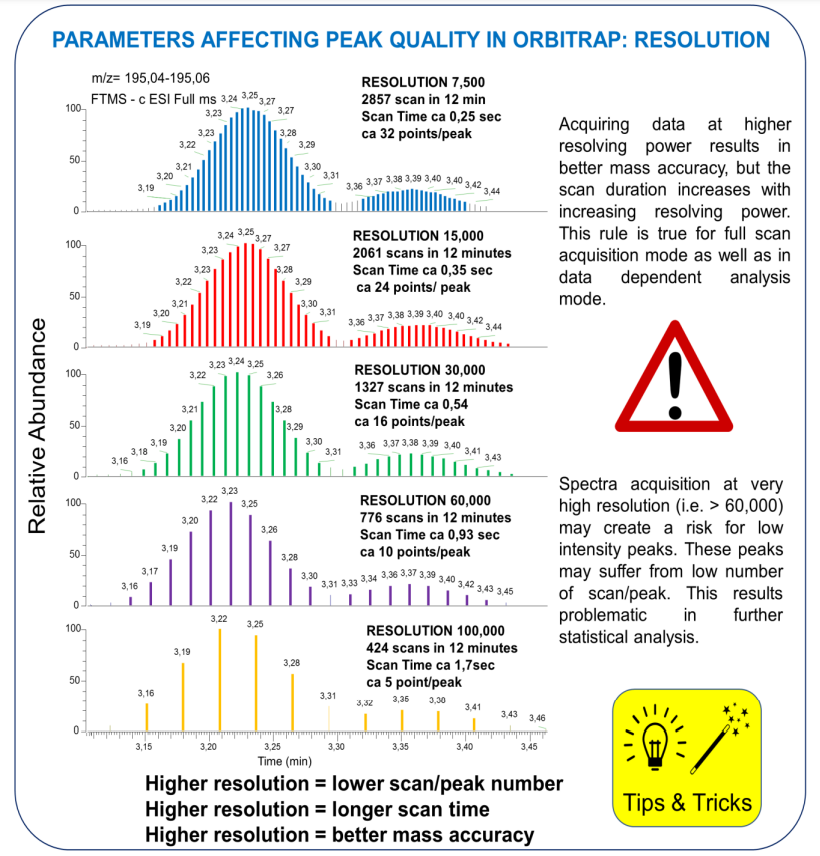 PARAMETERS AFFECTING PEAK QUALITY IN ORBITRAP: RESOLUTION
m/z= 195,04-195,06
FTMS - c ESI Full ms
RESOLUTION 7,500
2857 scan in 12 min
Scan Time ca 0,25 sec
ca 32 points/peak
100
50
0
3,19
3,20
3,21
3,22
3,23
3,23
3,24
3,25
3,27
3,27
3,28
3,29
3,30
3,31
3,36
3,37
3,38
3,39
3,40
3,40
3,42
3,44
RESOLUTION 15,000
2061 scans in 12 minutes
Scan Time ca 0,35 sec
ca 24 points/ peak
100
50
0
3,19
3,20
3,21
3,22
3,23
3,23
3,24
3,25
3,27
3,27
3,28
3,29
3,30
3,31
3,36
3,37
3,38
3,39
3,40
3,40
3,42
3,44
RESOLUTION 30,000
1327 scans in 12 minutes
Scan Time ca 0,54
ca 16 points/peak
100
50
0
3,16
3,18
3,19
3,20
3,21
3,22
3,23
3,24
3,25
3,26
3,28
3,29
3,30
3,31
3,36
3,37
3,38
3,39
3,40
3,41
3,43
RESOLUTION 60,000
776 scans in 12 minutes
Scan Time ca 0,93 sec
ca 10 points/peak
100
50
0
3,16
3,17
3,19
3,20
3,22
3,23
3,25
3,26
3,28
3,30
3,31
3,33
3,34
3,36
3,37
3,39
3,40
3,42
3,43
3,45
RESOLUTION 100,000
424 scans in 12 minutes
Scan Time ca 1,7sec
ca 5 point/peak
100
50
0
3,16
3,19
3,22
3,25
3,28
3,31
3,32
3,35
3,38
3,41
3,43
3,46
3,15
3,20
3,25
3,30
3,35
3,40
3,45
Time (min)
Relative Abundance
Higher resolution = lower scan/peak number
Higher resolution = longer scan time
Higher resolution = better mass accuracy
Acquiring data at higher
resolving power results in
better mass accuracy, but the
scan duration increases with
increasing resolving power.
This rule is true for full scan
acquisition mode as well as in
data dependent analysis
mode.
Spectra acquisition at very
high resolution (i.e. > 60,000)
may create a risk for low
intensity peaks. These peaks
may suffer from low number
of scan/peak. This results
problematic in further
statistical analysis.
Tips & Tricks